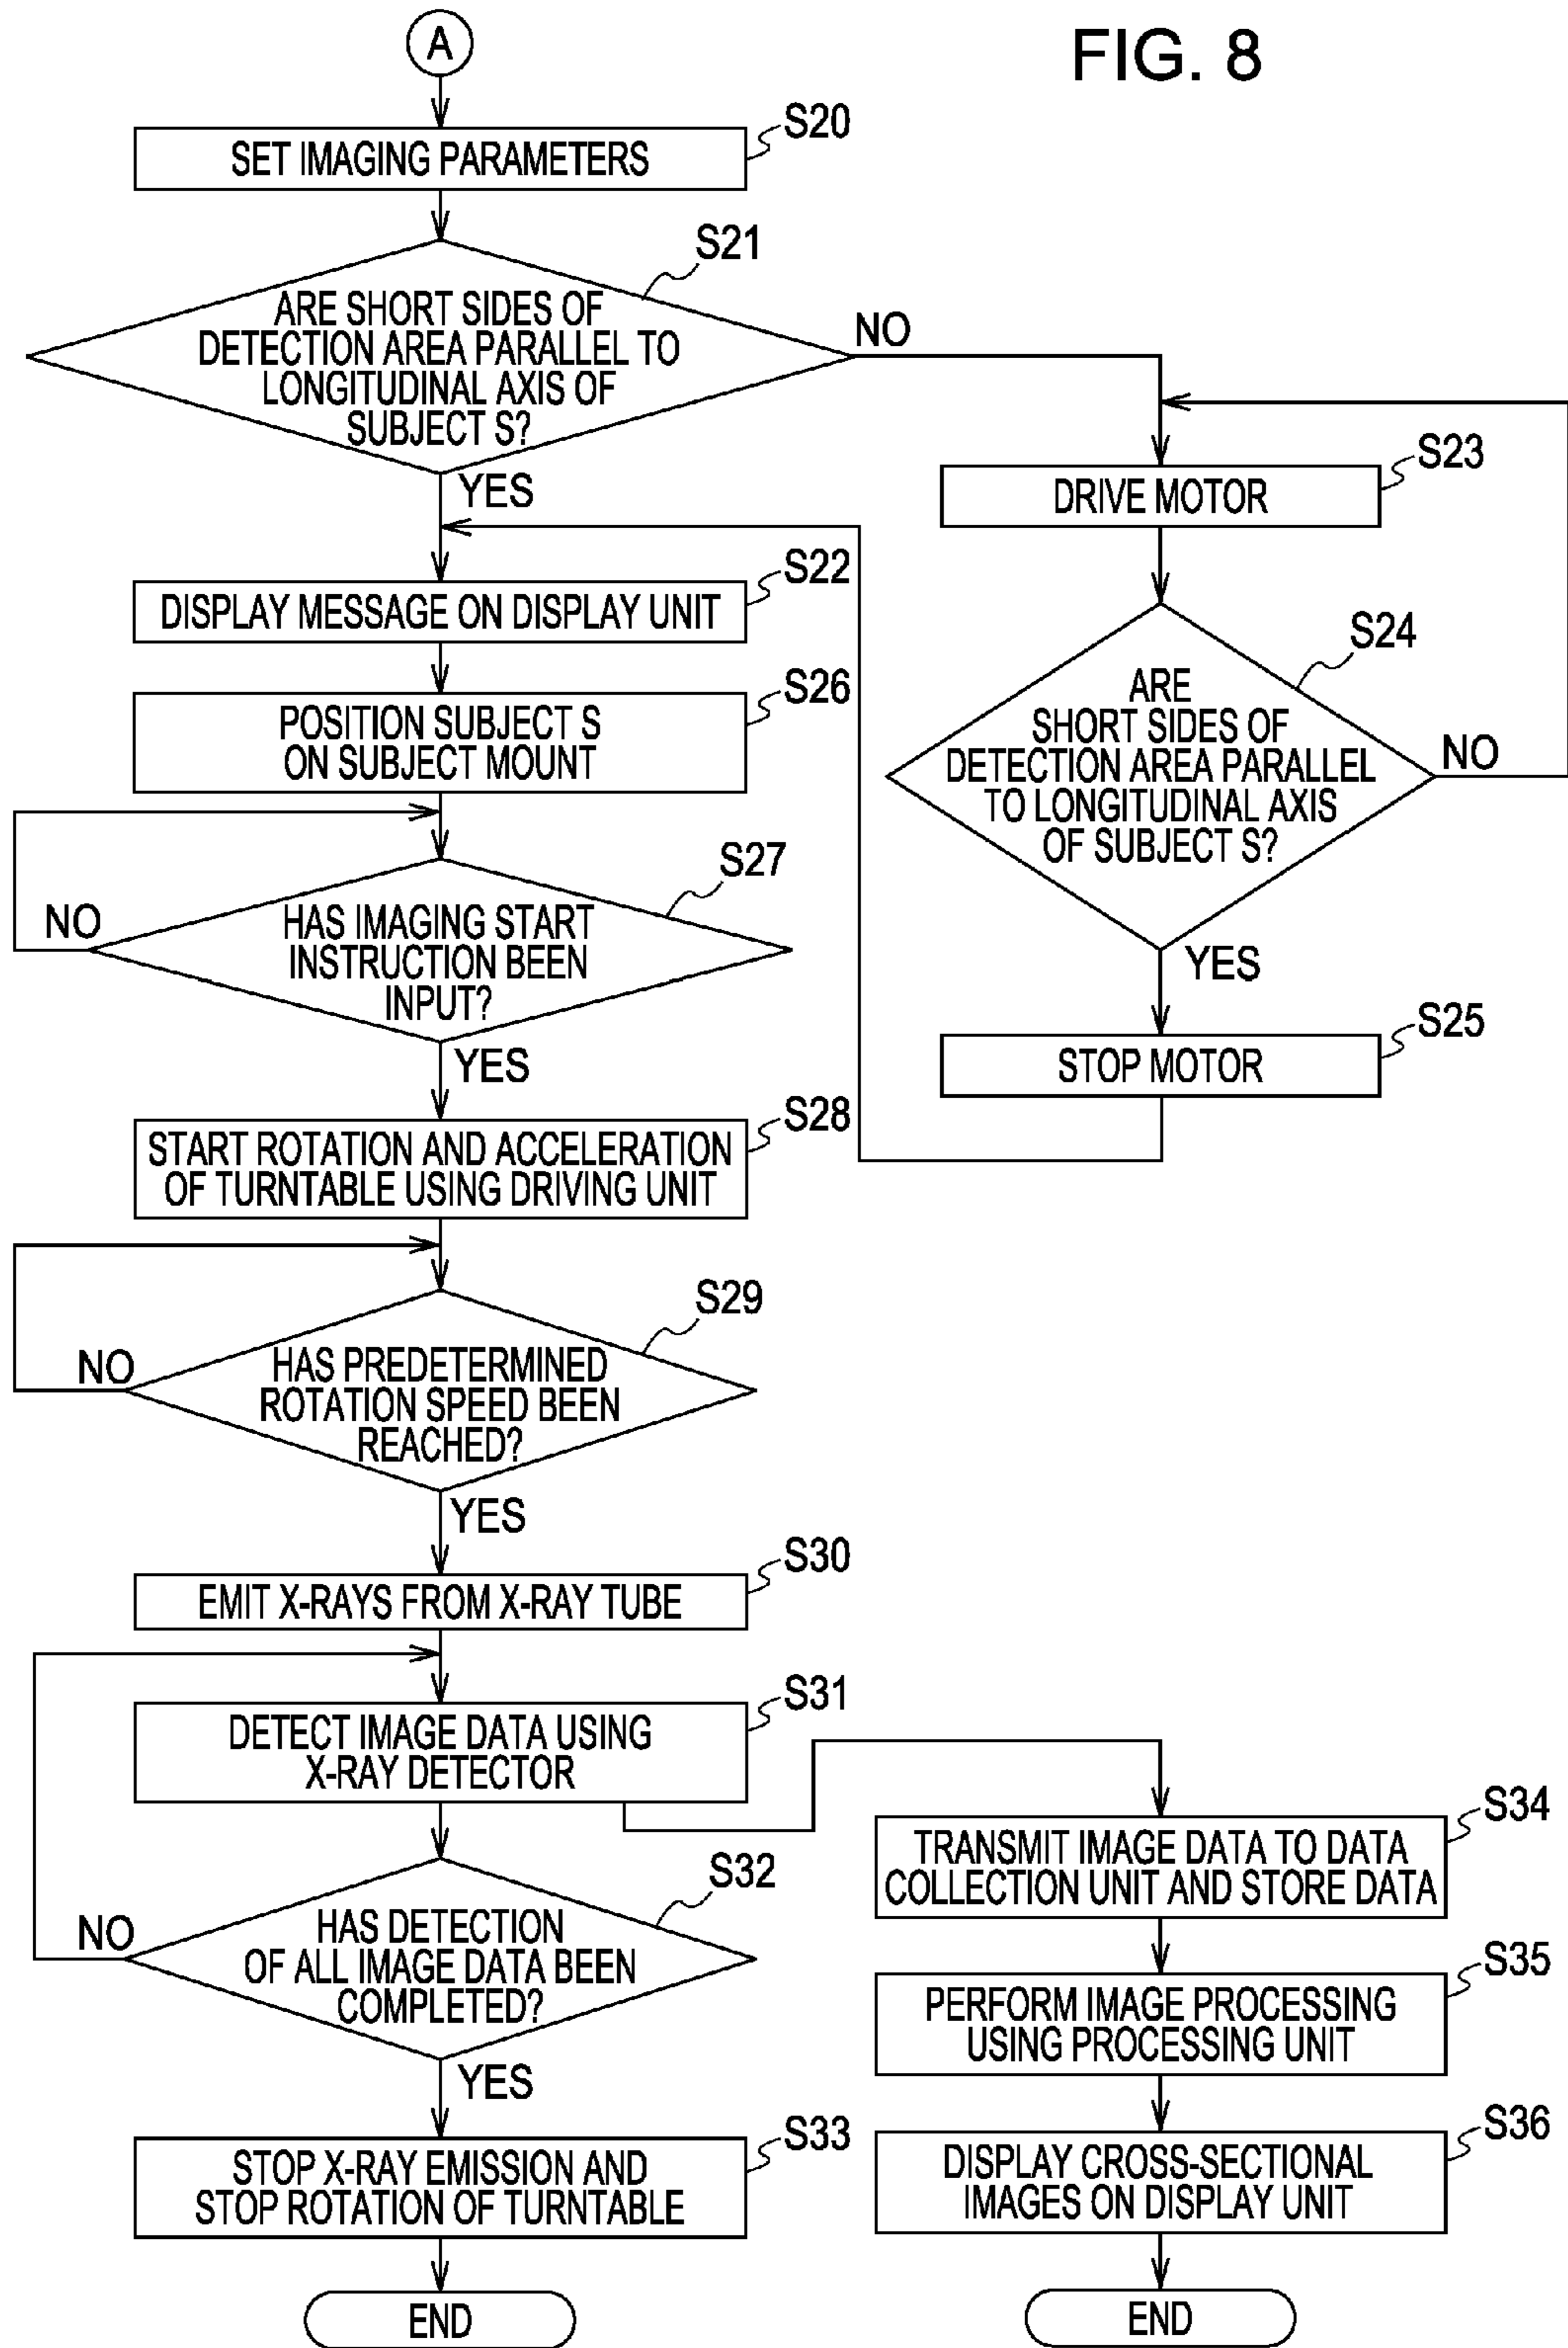 FIG. 8
A
SET IMAGING PARAMETERS
S20
ARE SHORT SIDES OF
DETECTION AREA PARALLEL TO
LONGITUDINAL AXIS OF
SUBJECT S?
S21
NO
YES
DISPLAY MESSAGE ON DISPLAY UNIT
S22
DRIVE MOTOR
S23
ARE
SHORT SIDES OF
DETECTION AREA PARALLEL
TO LONGITUDINAL AXIS
OF SUBJECT S?
S24
NO
YES
STOP MOTOR
S25
POSITION SUBJECT S
ON SUBJECT MOUNT
S26
HAS IMAGING START
INSTRUCTION BEEN
INPUT?
S27
NO
YES
START ROTATION AND ACCELERATION
OF TURNTABLE USING DRIVING UNIT
S28
HAS PREDETERMINED
ROTATION SPEED BEEN
REACHED?
S29
NO
YES
EMIT X-RAYS FROM X-RAY TUBE
S30
DETECT IMAGE DATA USING
X-RAY DETECTOR
S31
HAS DETECTION
OF ALL IMAGE DATA BEEN
COMPLETED?
S32
NO
YES
STOP X-RAY EMISSION AND
STOP ROTATION OF TURNTABLE
S33
END
TRANSMIT IMAGE DATA TO DATA
COLLECTION UNIT AND STORE DATA
S34
PERFORM IMAGE PROCESSING
USING PROCESSING UNIT
S35
DISPLAY CROSS-SECTIONAL
IMAGES ON DISPLAY UNIT
S36
END